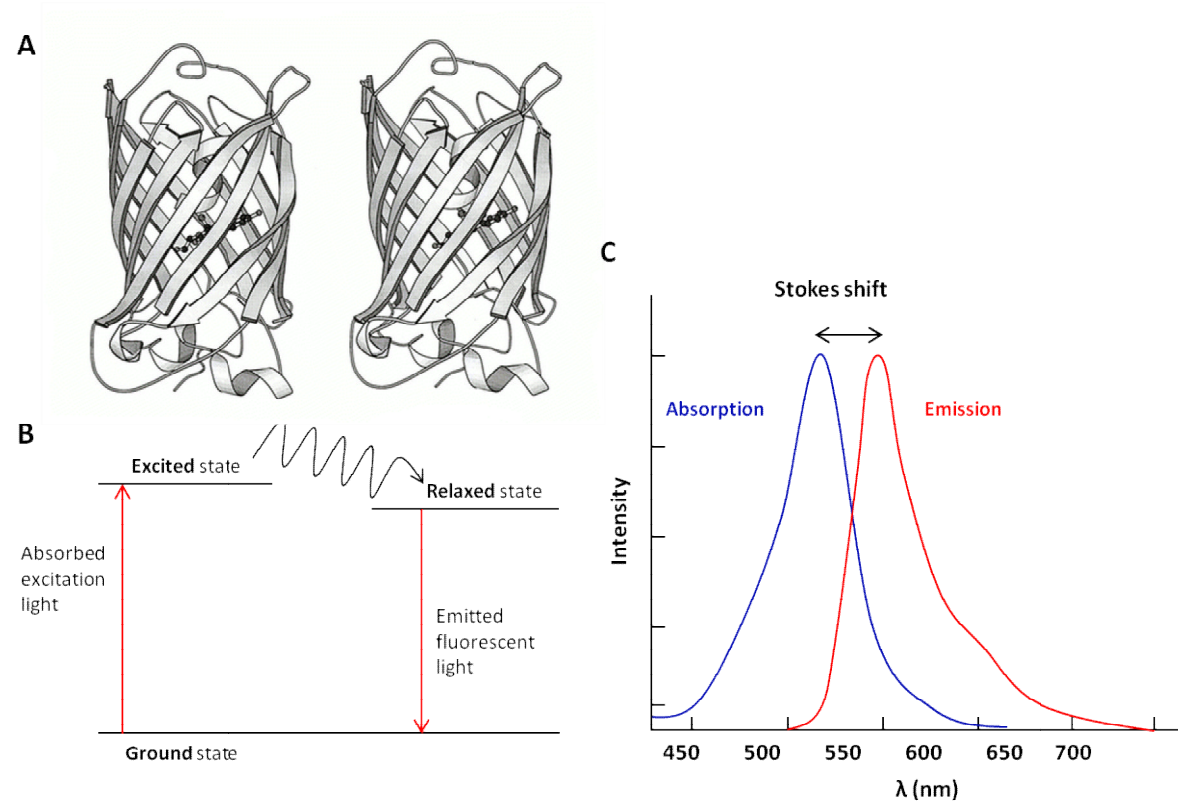 A
B
Excited state
Relaxed state
Absorbed
excitation
light
Emitted
fluorescent
light
Ground state
C
Stokes shift
Absorption
Emission
Intensity
450 500 550 600 650 700
λ (nm)